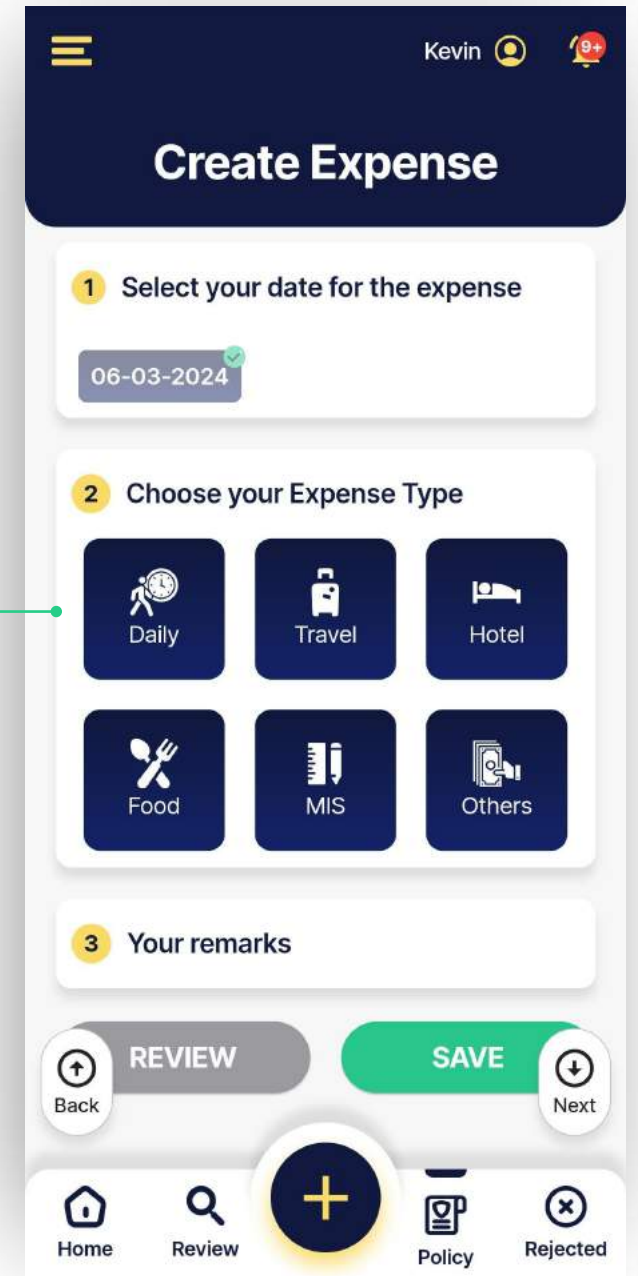 Kevin
9+
Create Expense
1 Select your date for the expense
06-03-2024
2 Choose your Expense Type
Daily Travel Hotel
Food MIS Others
3 Your remarks
REVIEW SAVE
Back Next
Home Review Policy Rejected